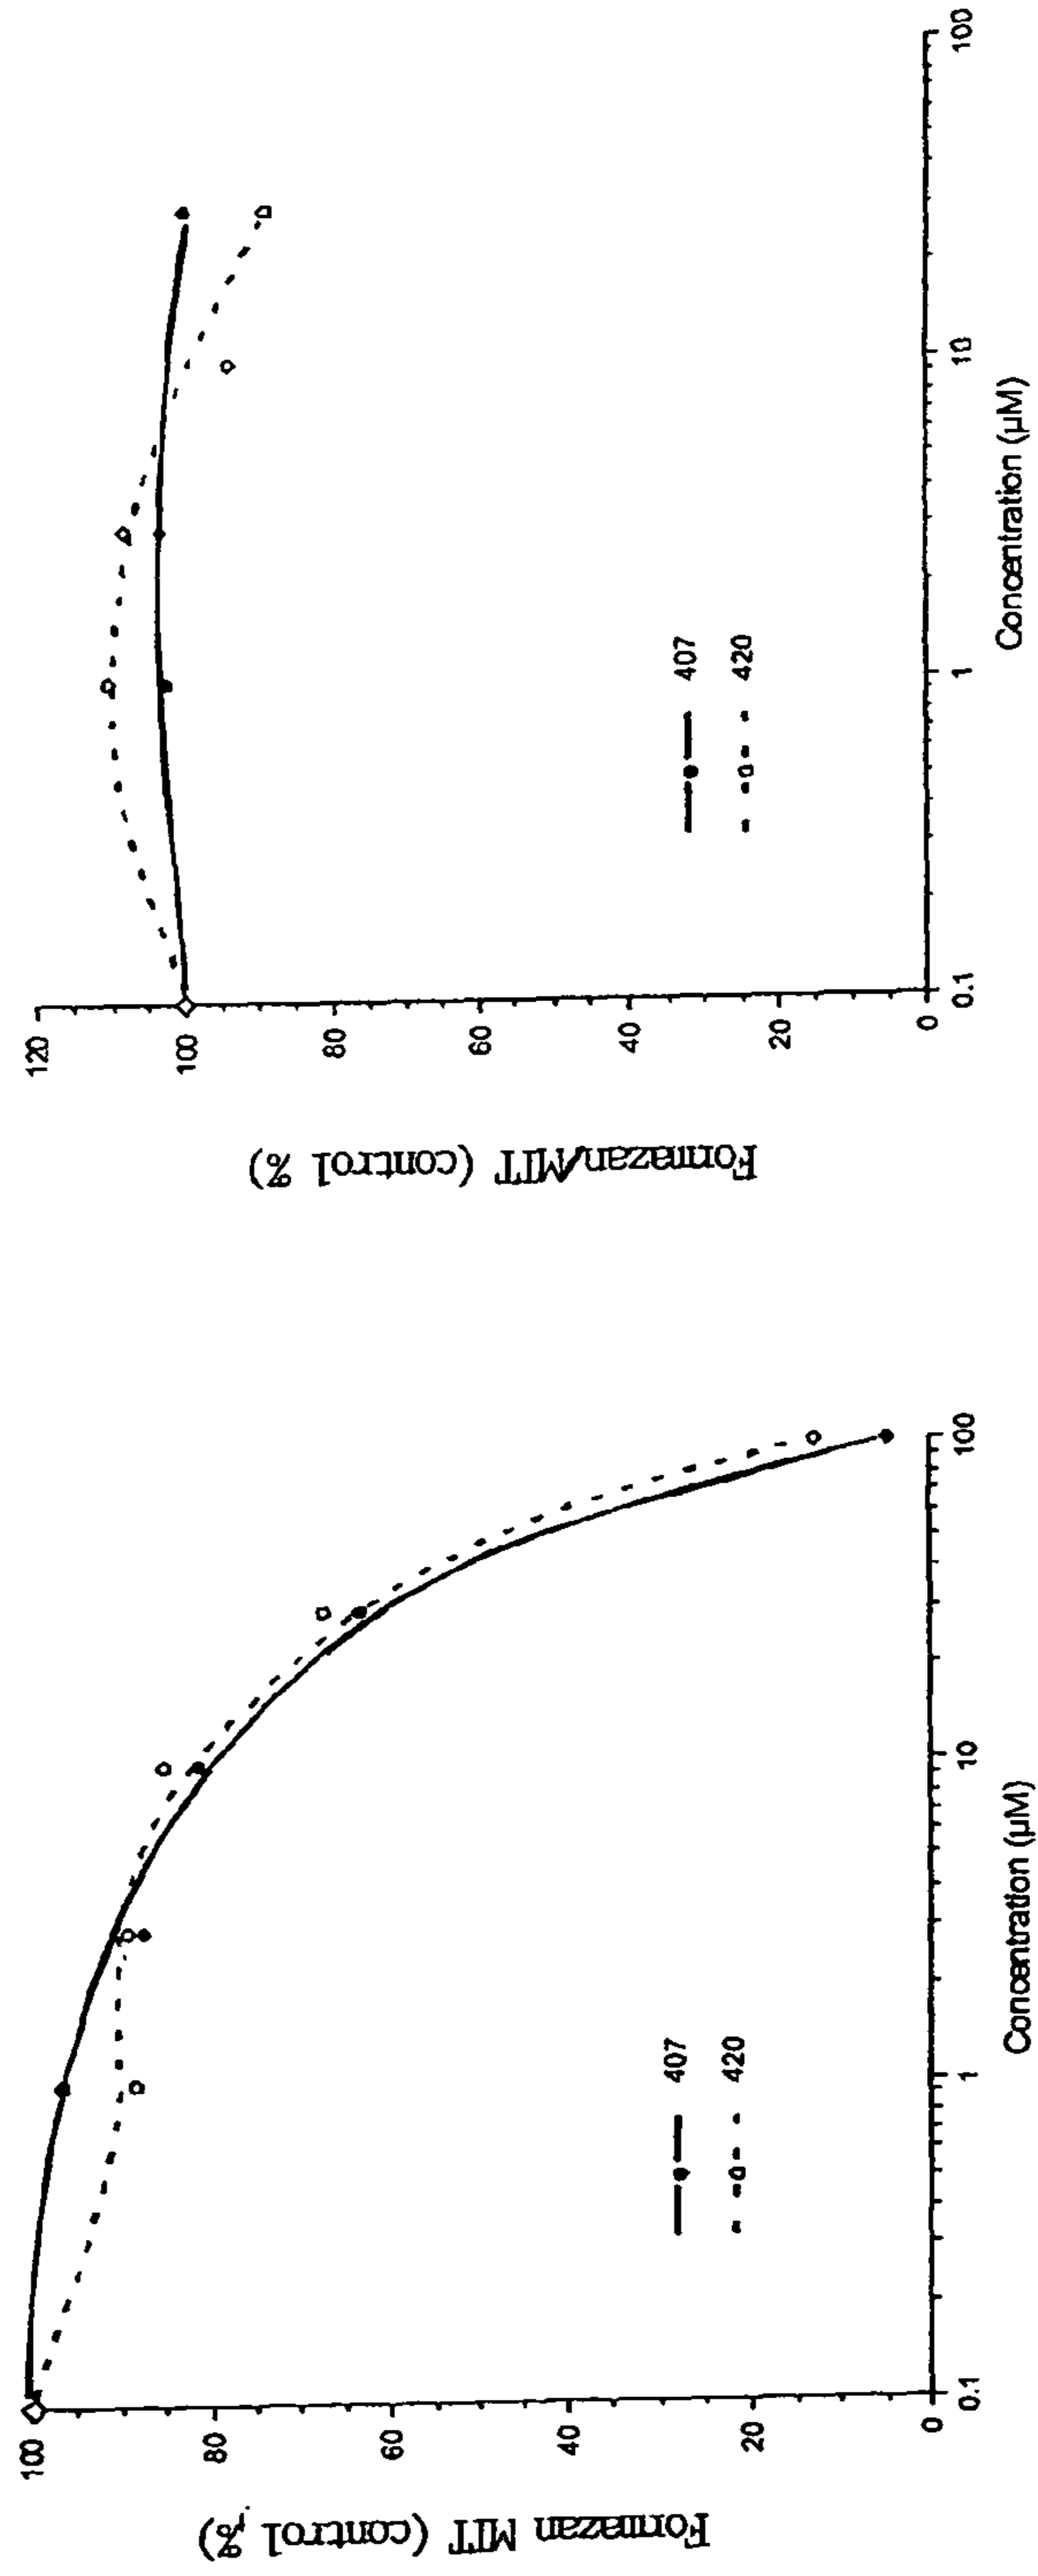 Formazan MTT (control %)
100
80
60
40
20
0
407
420
0.1 1 10 100
Concentration (µM)
Formazan/MTT (control %)
120
100
80
60
40
20
0
407
420
0.1 1 10 100
Concentration (µM)